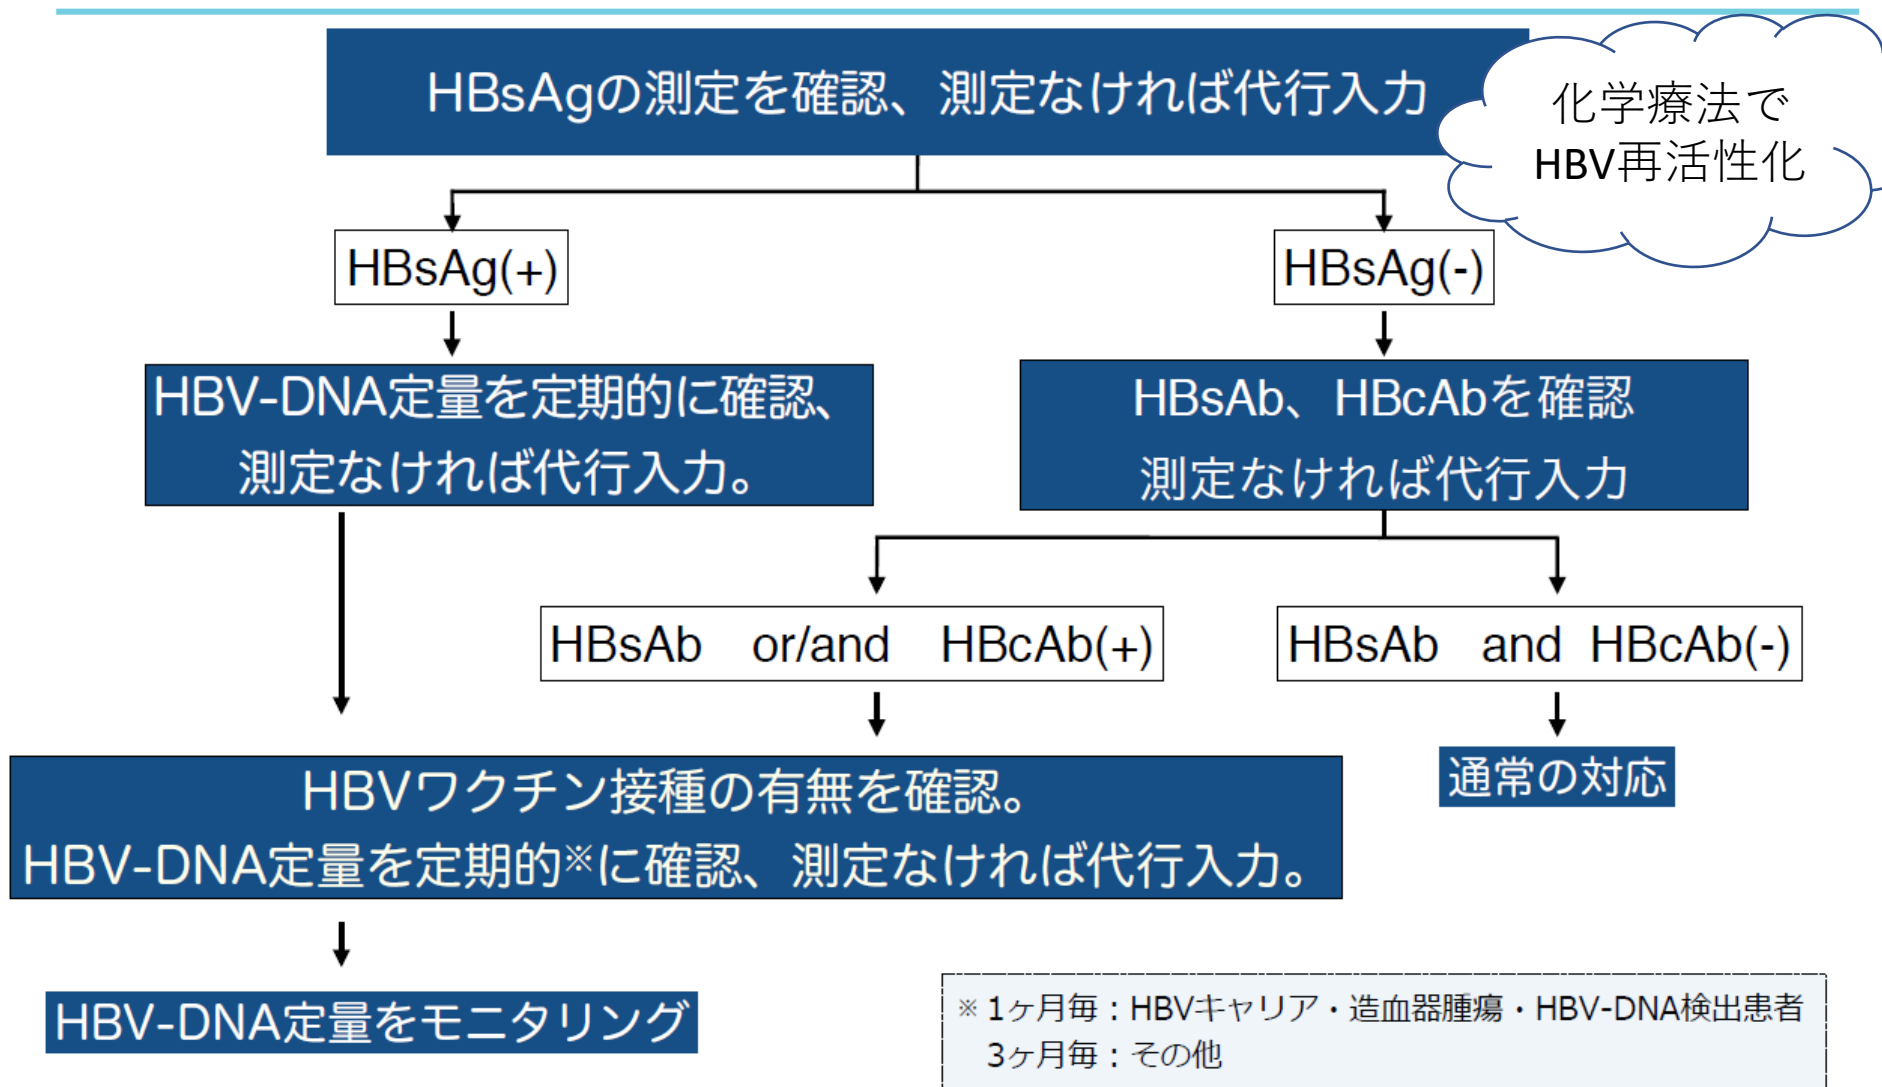 HBsAgの測定を確認、測定なければ代行入力
化学療法で
HBV再活性化
HBsAg(+)
HBsAg(-)
HBV-DNA定量を定期的に確認、
測定なければ代行入力。
HBsAb、HBcAbを確認
測定なければ代行入力
HBsAb or/and HBcAb(+)
HBsAb and HBcAb(-)
HBVワクチン接種の有無を確認。
HBV-DNA定量を定期的※に確認、測定なければ代行入力。
通常の対応
HBV-DNA定量をモニタリング
※1ヶ月毎：HBVキャリア・造血器腫瘍・HBV-DNA検出患者
3ヶ月毎：その他